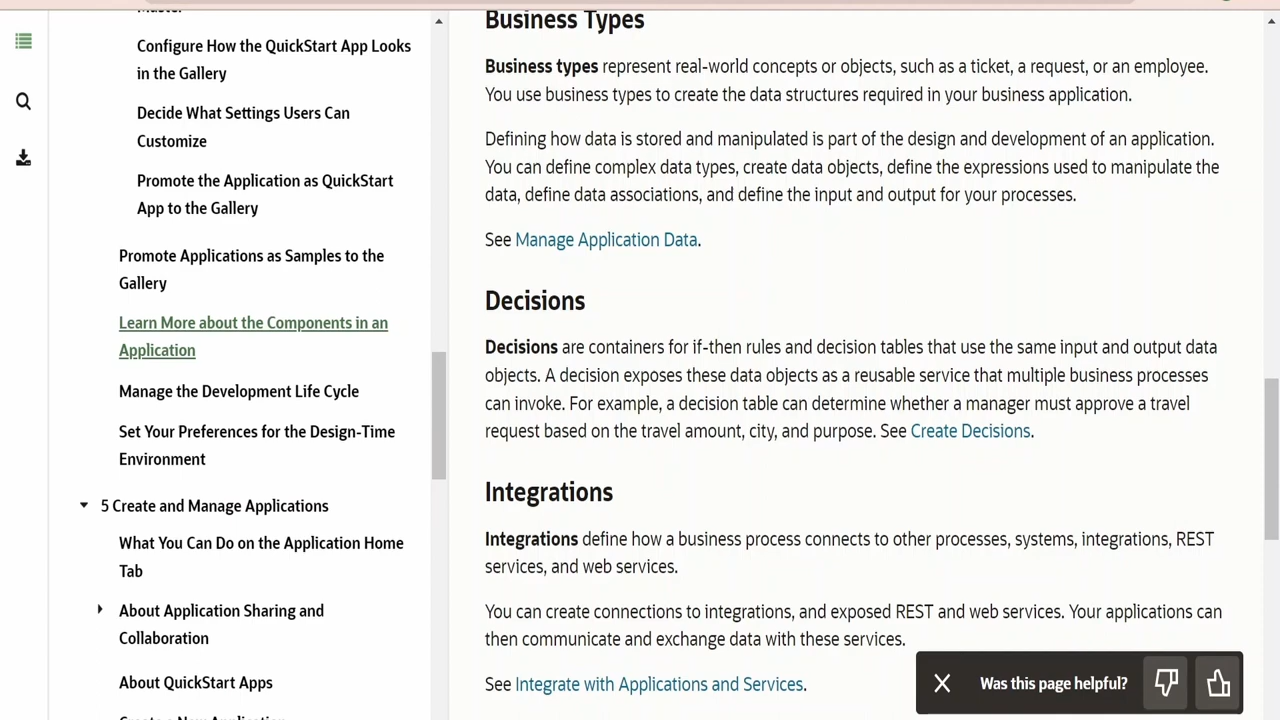 Master
Configure How the QuickStart App Looks
in the Gallery
Decide What Settings Users Can
Customize
Promote the Application as QuickStart
App to the Gallery
Promote Applications as Samples to the
Gallery
Learn More about the Components in an
Application
Manage the Development Life Cycle
Set Your Preferences for the Design-Time
Environment
5 Create and Manage Applications
What You Can Do on the Application Home
Tab
About Application Sharing and
Collaboration
About QuickStart Apps
Create a New Application
Business Types
Business types represent real-world concepts or objects, such as a ticket, a request, or an employee.
You use business types to create the data structures required in your business application.
Defining how data is stored and manipulated is part of the design and development of an application.
You can define complex data types, create data objects, define the expressions used to manipulate the
data, define data associations, and define the input and output for your processes.
See Manage Application Data.
Decisions
Decisions are containers for if-then rules and decision tables that use the same input and output data
objects. A decision exposes these data objects as a reusable service that multiple business processes
can invoke. For example, a decision table can determine whether a manager must approve a travel
request based on the travel amount, city, and purpose. See Create Decisions.
Integrations
Integrations define how a business process connects to other processes, systems, integrations, REST
services, and web services.
You can create connections to integrations, and exposed REST and web services. Your applications can
then communicate and exchange data with these services.
See Integrate with Applications and Services.
Was this page helpful?